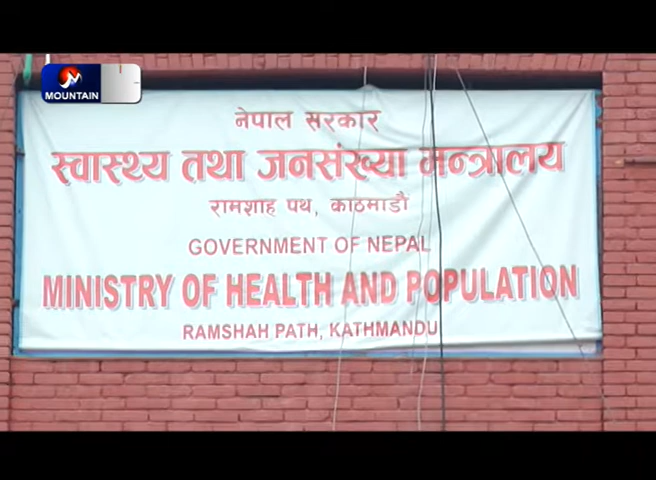 MOUNTAIN
नेपाल सरकार
स्वास्थ्य तथा जनसंख्या मन्त्रालय
रामशाह पथ, काठमाडौं
GOVERNMENT OF NEPAL
MINISTRY OF HEALTH AND POPULATION
RAMSHAH PATH, KATHMANDU